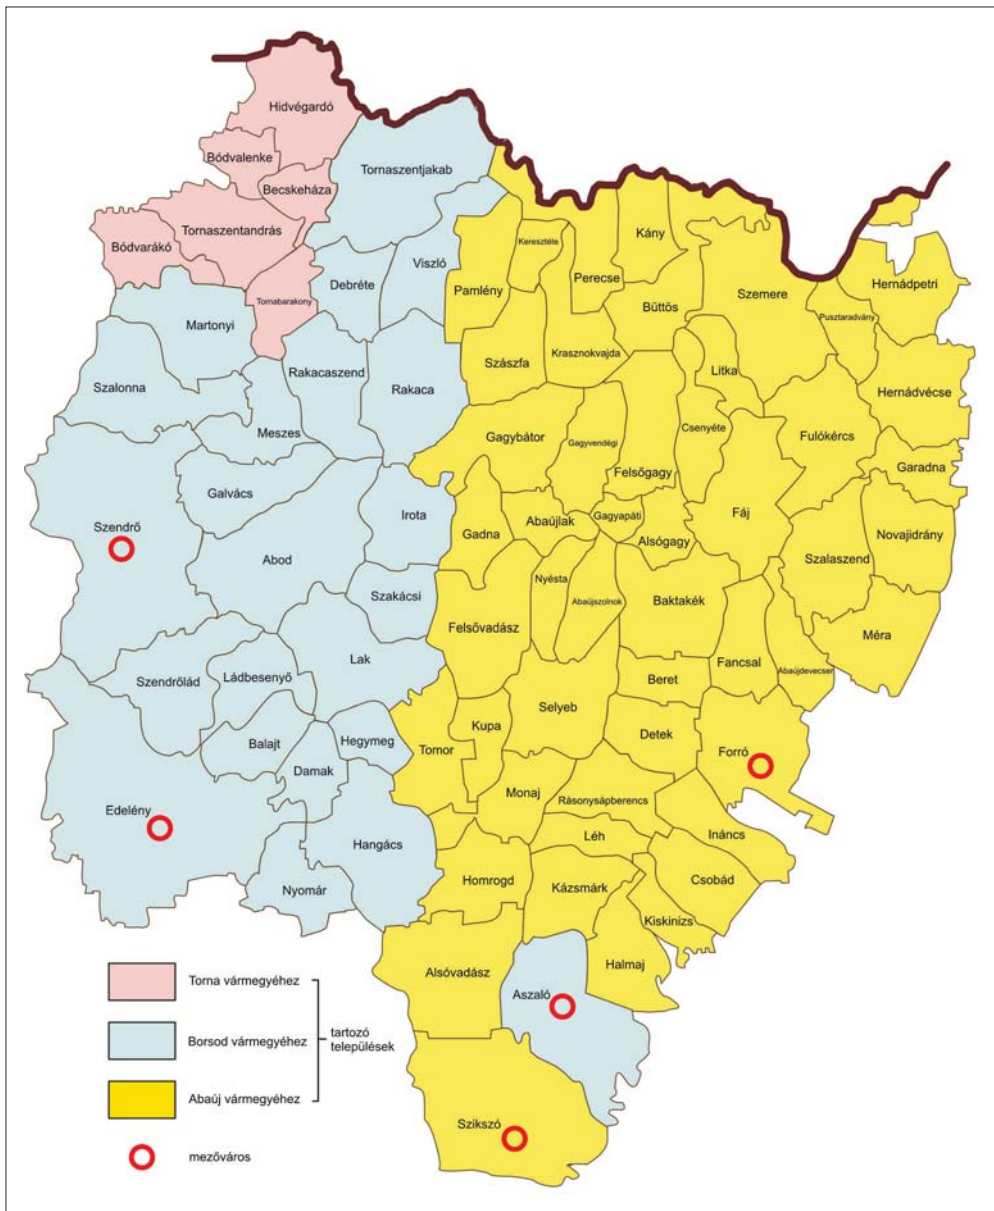 Hidvégardó
Bódvalenke
Becskeháza
Tornaszentjakab
Tornaszentandrás
Bódvarákó
Tornabarakony
Debréte
Viszló
Martonyi
Rakacaszend
Rakaca
Szalonna
Meszes
Galvács
Irota
Szendrő
Abod
Szakácsi
Lak
Szendrőlád
Ládbesenyő
Balajt
Hegymeg
Damak
Edelény
Hangács
Nyomár
Keresztéte
Kány
Perecse
Pamlény
Büttös
Szemere
Hernádpetri
Pusztaradvány
Szászfa
Krasznokvajda
Litka
Hernádvécse
Gagybátor
Gagyvendégi
Csenyéte
Fulókércs
Felsőgagy
Garadna
Gadna
Abaújlak
Gagyapáti
Alsógagy
Fáj
Novajidrány
Szalaszend
Nyésta
Abaújszolnok
Baktakék
Felsővadász
Méra
Fancsal
Abaújdevecser
Beret
Selyeb
Kupa
Tomor
Detek
Forró
Monaj
Rásonysápberencs
Léh
Ináncs
Homrogd
Kázsmárk
Csobád
Kiskinizs
Alsóvadász
Halmaj
Aszaló
Szikszó
Torna vármegyéhez
Borsod vármegyéhez
Abaúj vármegyéhez
tartozó
települések
mezőváros